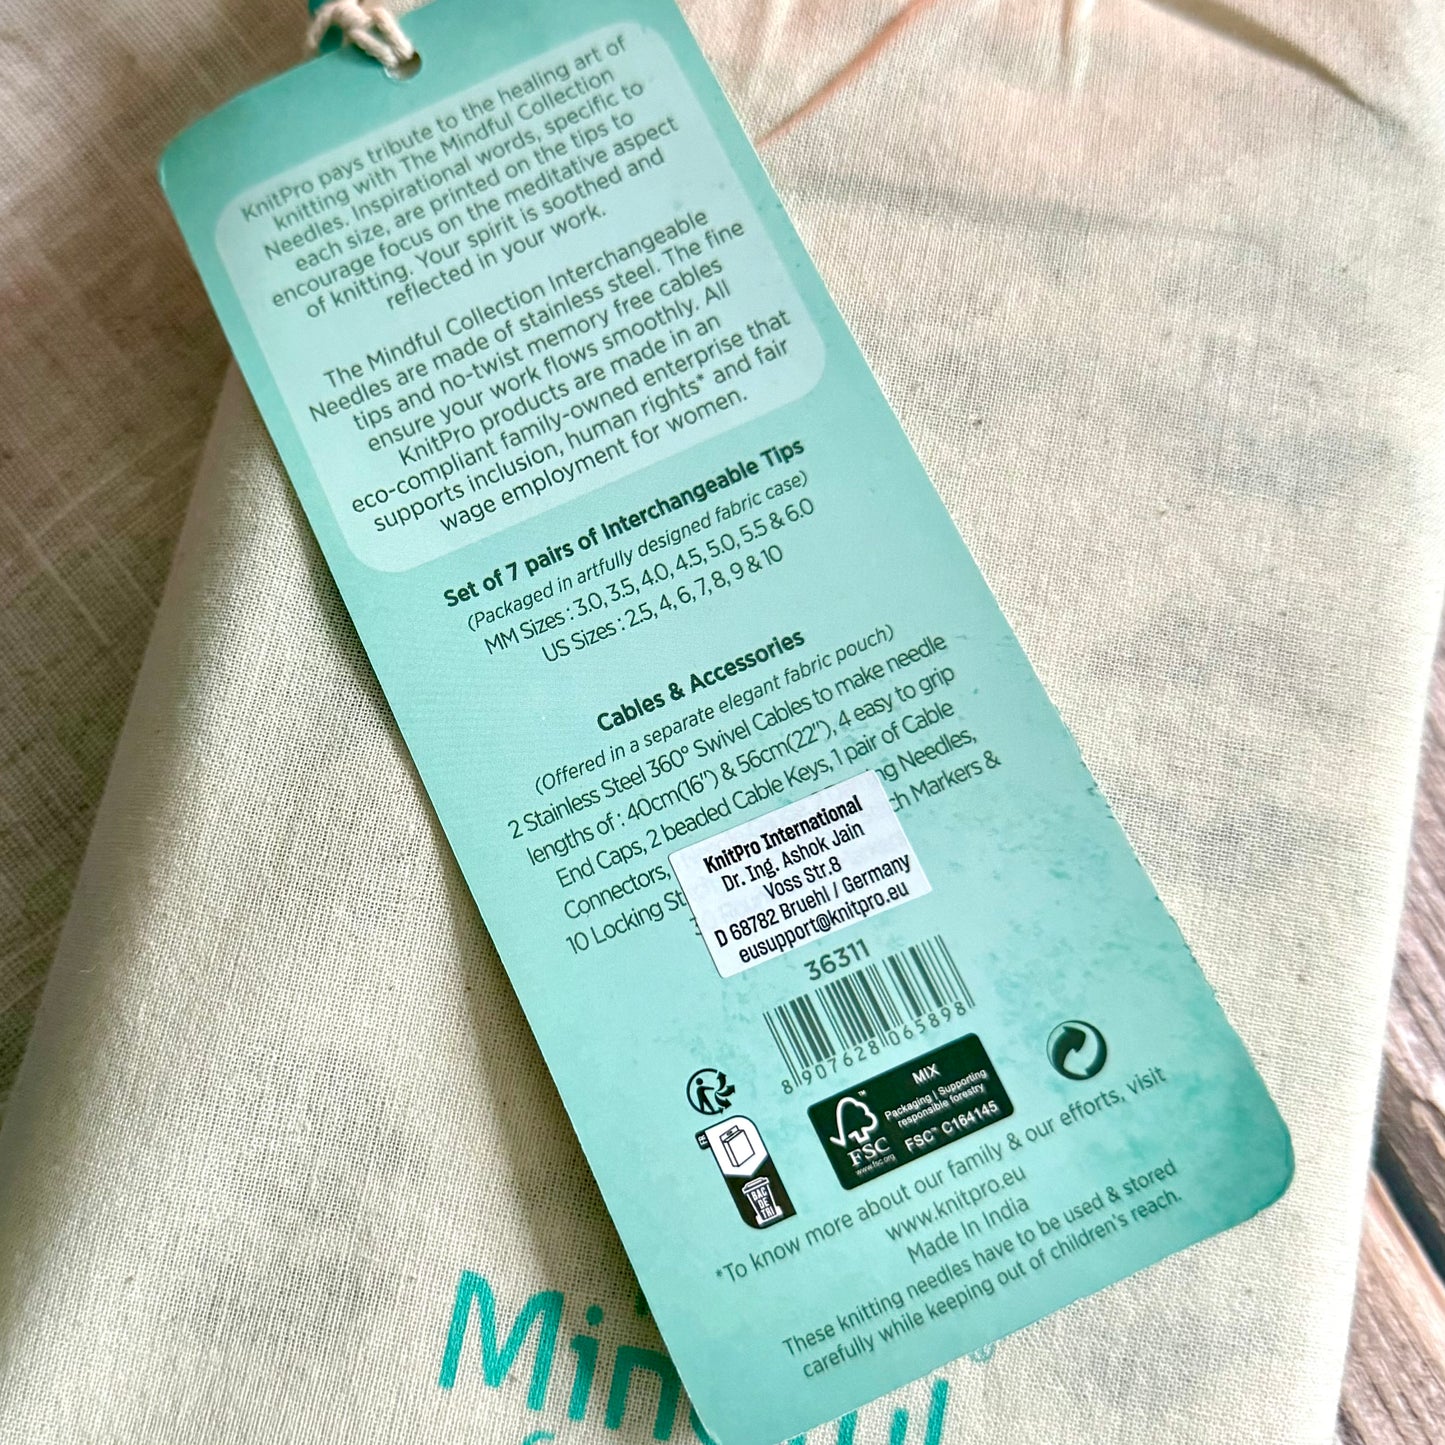 KnitPro pays tribute to the healing art of
knitting with The Mindful Collection
Needles. Inspirational words, specific to
each size, are printed on the tips to
encourage focus on the meditative aspect
of knitting. Your spirit is soothed and
reflected in your work.
The Mindful Collection Interchangeable
Needles are made of stainless steel. The fine
tips and no-twist memory free cables
ensure your work flows smoothly. All
KnitPro products are made in an
eco-compliant family-owned enterprise that
supports inclusion, human rights* and fair
wage employment for women.
Set of 7 pairs of Interchangeable Tips
(Packaged in artfully designed fabric case)
MM Sizes : 3.0, 3.5, 4.0, 4.5, 5.0, 5.5 & 6.0
US Sizes : 2.5, 4, 6, 7, 8, 9 & 10
Cables & Accessories
(Offered in a separate elegant fabric pouch)
2 Stainless Steel 360° Swivel Cables to make needle
lengths of : 40cm(16") & 56cm(22"), 4 easy to grip
End Caps, 2 beaded Cable Keys, 1 pair of Cable
Connectors, Needles,
10 Locking Markers &
KnitPro International
Dr. Ing. Ashok Jain
Voss Str.8
D 68782 Bruehl / Germany
eusupport@knitpro.eu
36311
8 907628 065898
MIX
Packaging | Supporting
responsible forestry
FSC™ C164145
FSC
www.fsc.org
FR
BAC
DE
TRI
*To know more about our family & our efforts, visit
www.knitpro.eu
Made In India
These knitting needles have to be used & stored
carefully while keeping out of children's reach.